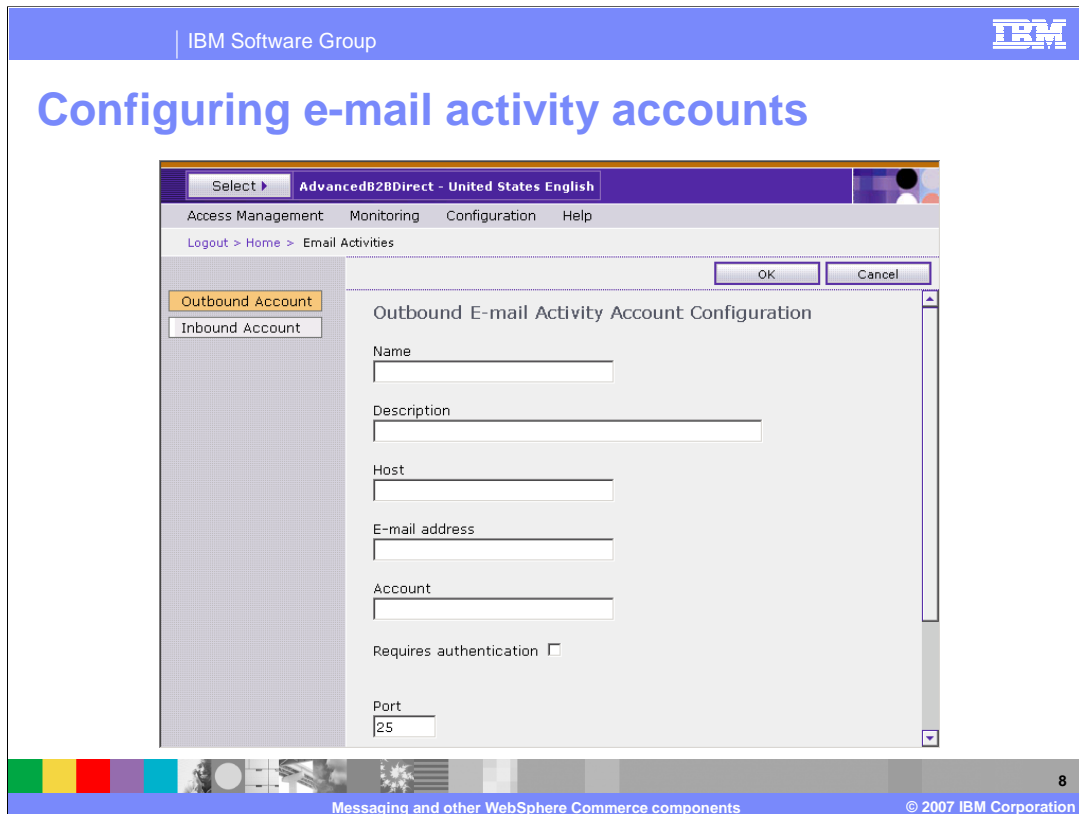 IBM Software Group
IBM
Configuring e-mail activity accounts
Select
AdvancedB2BDirect - United States English
Access Management Monitoring Configuration Help
Logout > Home > Email Activities
OK Cancel
Outbound Account
Inbound Account
Outbound E-mail Activity Account Configuration
Name
Description
Host
E-mail address
Account
Requires authentication
Port
25
8
Messaging and other WebSphere Commerce components
© 2007 IBM Corporation